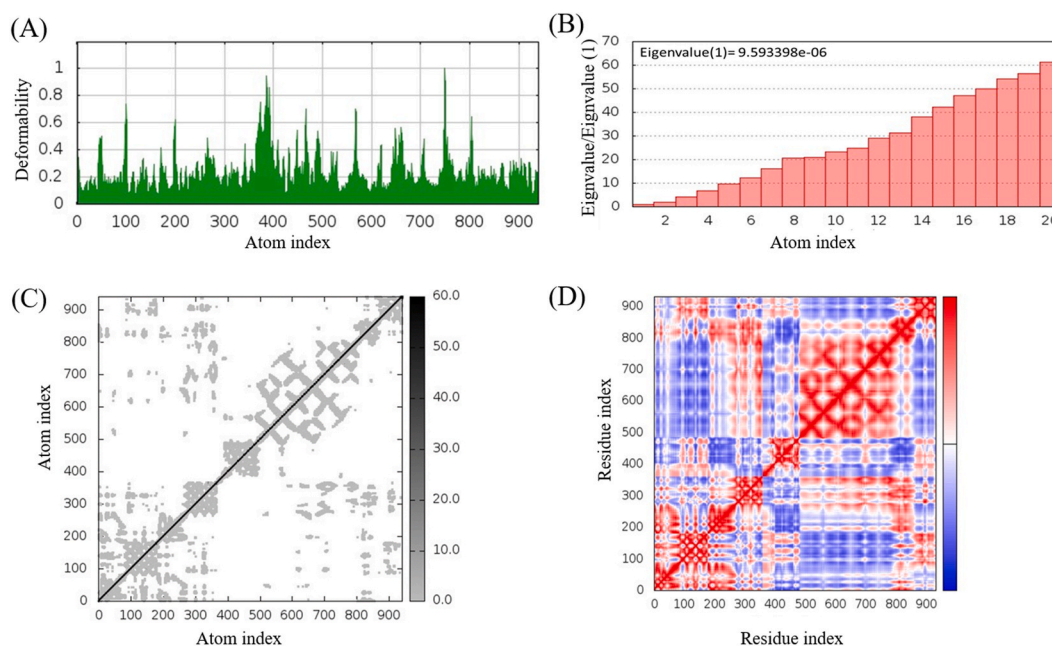 (A)
Deformability
1
0.8
0.6
0.4
0.2
0
0 100 200 300 400 500 600 700 800 900
Atom index
(B)
Eigenvalue(1)= 9.593398e-06
Eignvalue/Eignvalue (1)
70
60
50
40
30
20
10
0
2 4 6 8 10 12 14 16 18 20
Atom index
(C)
Atom index
900
800
700
600
500
400
300
200
100
0
0 100 200 300 400 500 600 700 800 900
Atom index
60.0
50.0
40.0
30.0
20.0
10.0
0.0
(D)
Residue index
900
800
700
600
500
400
300
200
100
0
0 100 200 300 400 500 600 700 800 900
Residue index